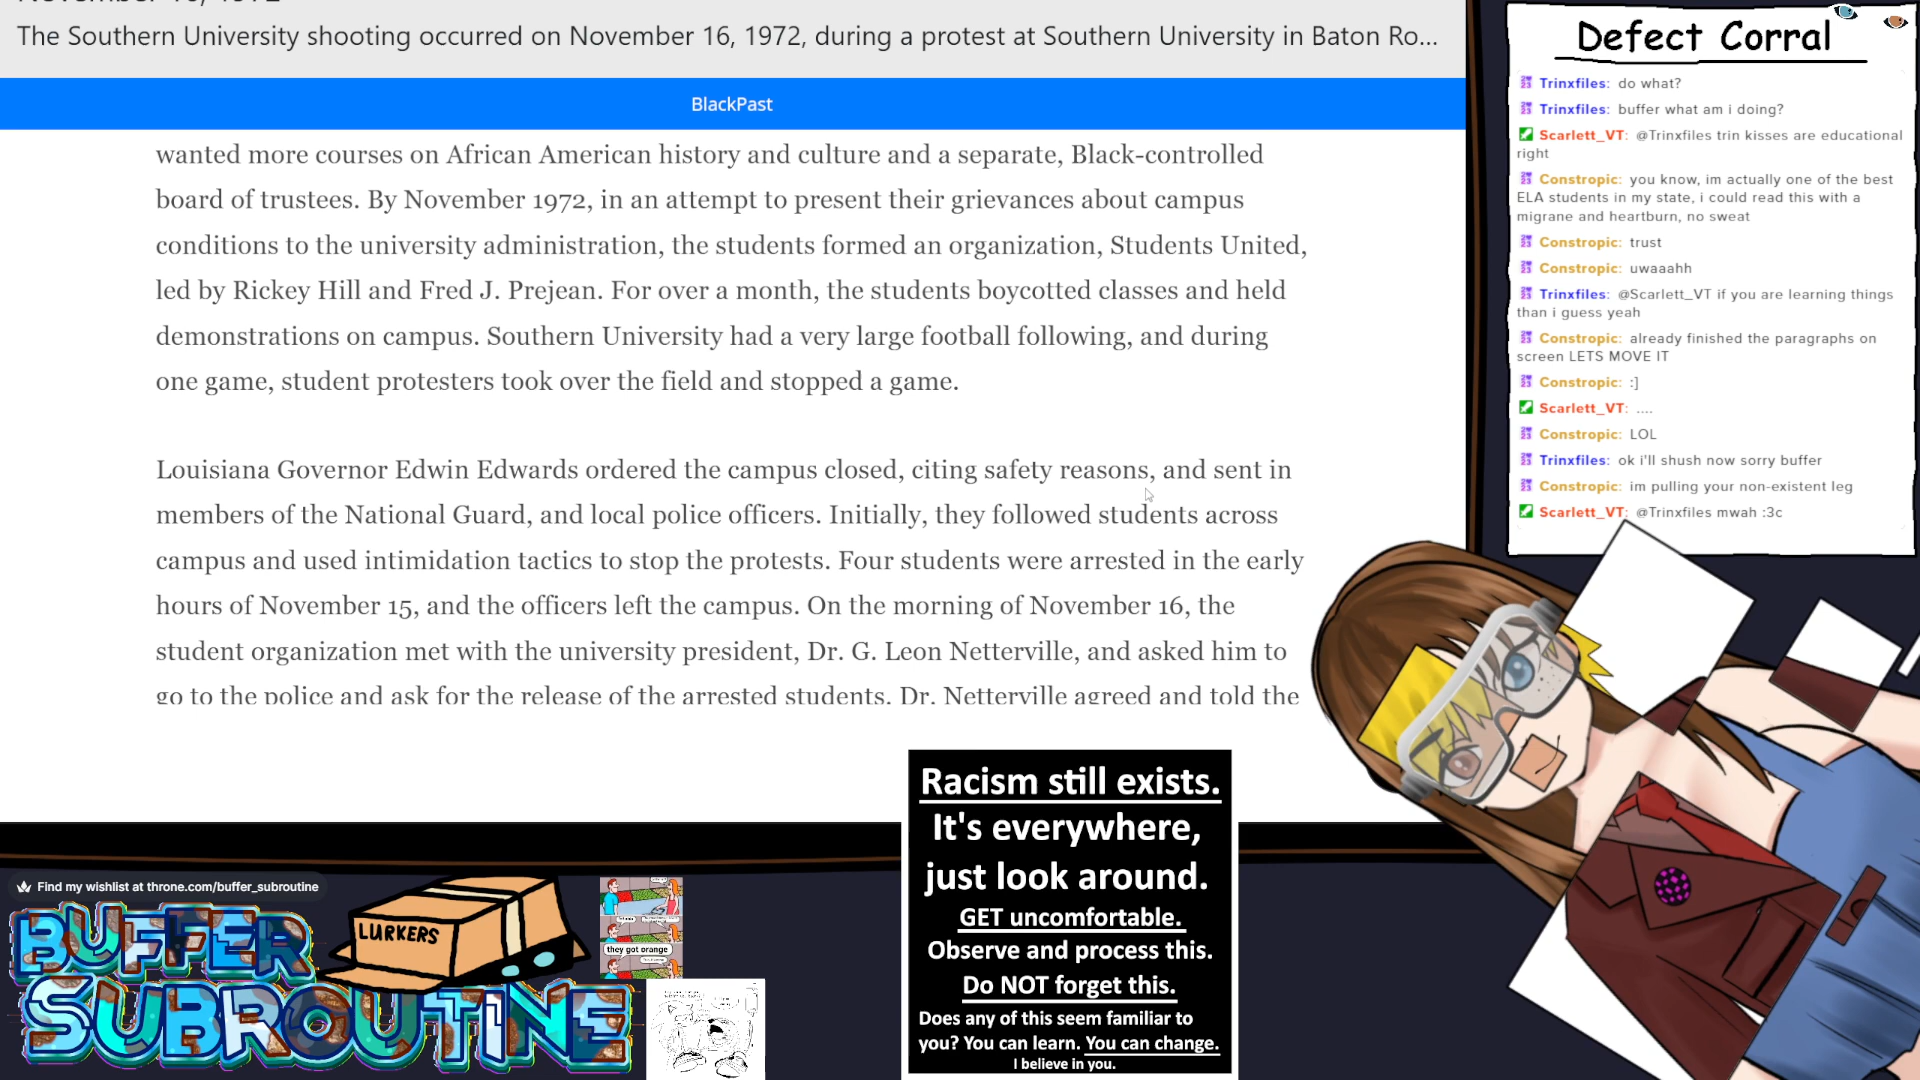 November 16, 1972
The Southern University shooting occurred on November 16, 1972, during a protest at Southern University in Baton Ro...
BlackPast
wanted more courses on African American history and culture and a separate, Black-controlled
board of trustees. By November 1972, in an attempt to present their grievances about campus
conditions to the university administration, the students formed an organization, Students United,
led by Rickey Hill and Fred J. Prejean. For over a month, the students boycotted classes and held
demonstrations on campus. Southern University had a very large football following, and during
one game, student protesters took over the field and stopped a game.
Louisiana Governor Edwin Edwards ordered the campus closed, citing safety reasons, and sent in
members of the National Guard, and local police officers. Initially, they followed students across
campus and used intimidation tactics to stop the protests. Four students were arrested in the early
hours of November 15, and the officers left the campus. On the morning of November 16, the
student organization met with the university president, Dr. G. Leon Netterville, and asked him to
go to the police and ask for the release of the arrested students. Dr. Netterville agreed and told the
Defect Corral
Trinxfiles: do what?
Trinxfiles: buffer what am i doing?
Scarlett_VT: @Trinxfiles trin kisses are educational
right
Constropic: you know, im actually one of the best
ELA students in my state, i could read this with a
migrane and heartburn, no sweat
Constropic: trust
Constropic: uwaaahh
Trinxfiles: @Scarlett_VT if you are learning things
than i guess yeah
Constropic: already finished the paragraphs on
screen LETS MOVE IT
Constropic: :]
Scarlett_VT: ....
Constropic: LOL
Trinxfiles: ok i'll shush now sorry buffer
Constropic: im pulling your non-existent leg
Scarlett_VT: @Trinxfiles mwah :3c
Racism still exists.
It's everywhere,
just look around.
GET uncomfortable.
Observe and process this.
Do NOT forget this.
Does any of this seem familiar to
you? You can learn. You can change.
I believe in you.
Find my wishlist at throne.com/buffer_subroutine
BUFFER
SUBROUTINE
LURKERS
they got orange